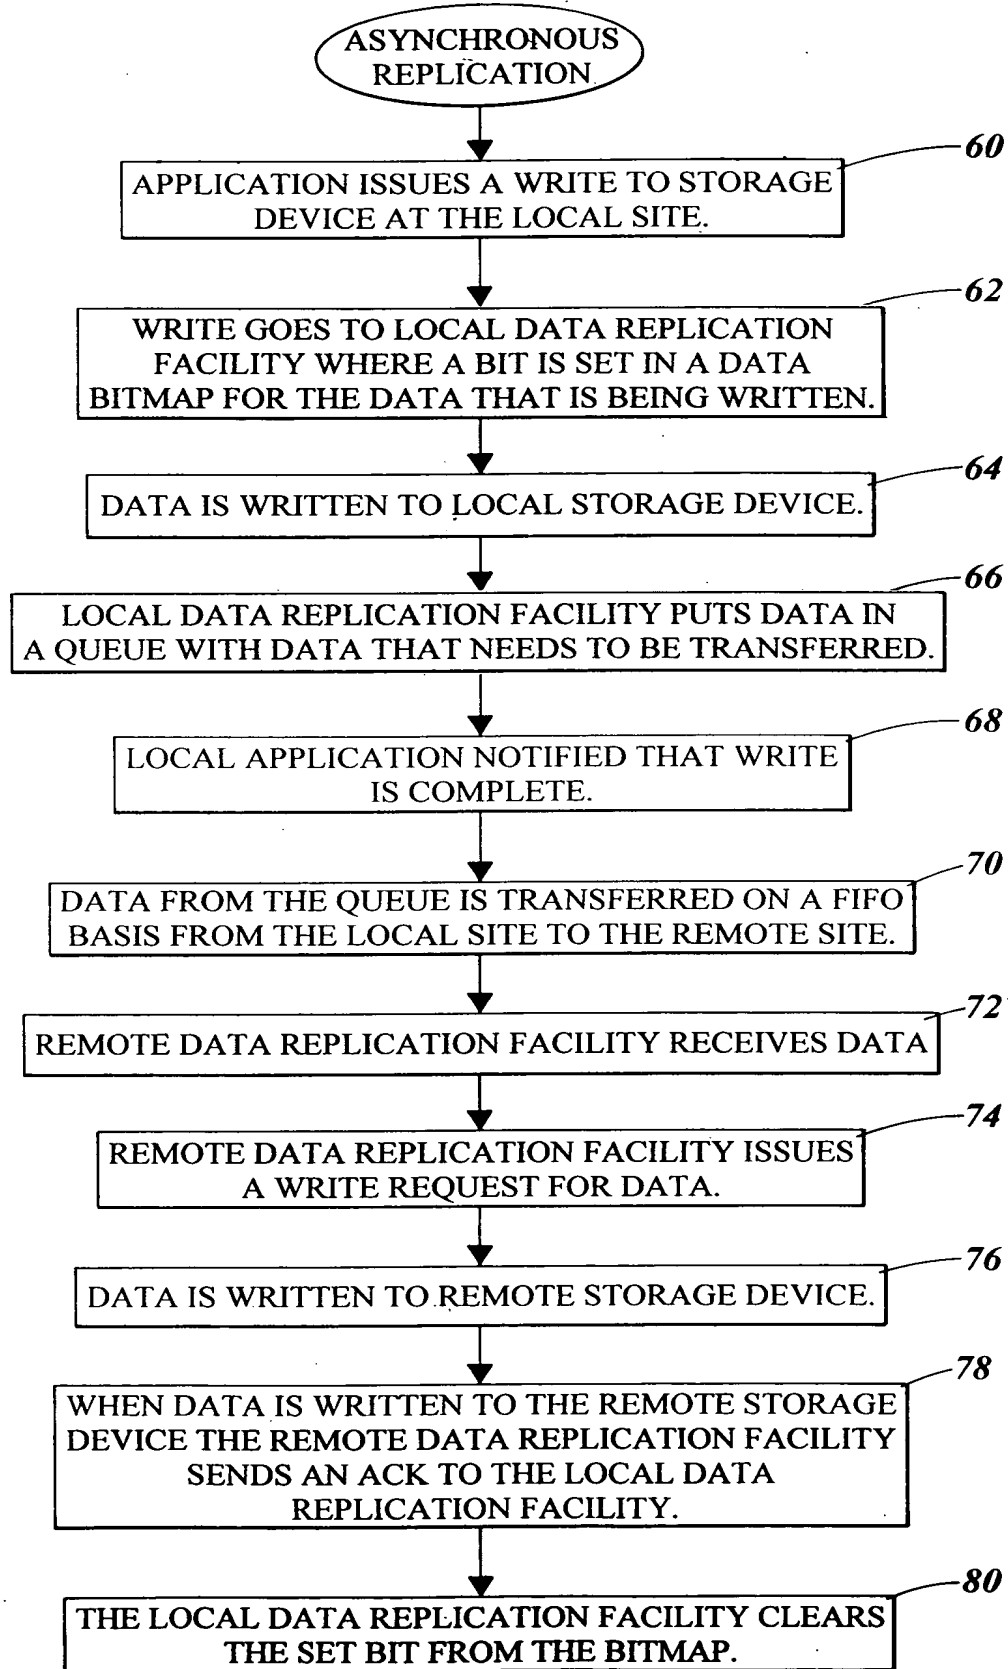 ASYNCHRONOUS
REPLICATION
60
APPLICATION ISSUES A WRITE TO STORAGE
DEVICE AT THE LOCAL SITE.
62
WRITE GOES TO LOCAL DATA REPLICATION
FACILITY WHERE A BIT IS SET IN A DATA
BITMAP FOR THE DATA THAT IS BEING WRITTEN.
64
DATA IS WRITTEN TO LOCAL STORAGE DEVICE.
66
LOCAL DATA REPLICATION FACILITY PUTS DATA IN
A QUEUE WITH DATA THAT NEEDS TO BE TRANSFERRED.
68
LOCAL APPLICATION NOTIFIED THAT WRITE
IS COMPLETE.
70
DATA FROM THE QUEUE IS TRANSFERRED ON A FIFO
BASIS FROM THE LOCAL SITE TO THE REMOTE SITE.
72
REMOTE DATA REPLICATION FACILITY RECEIVES DATA
74
REMOTE DATA REPLICATION FACILITY ISSUES
A WRITE REQUEST FOR DATA.
76
DATA IS WRITTEN TO REMOTE STORAGE DEVICE.
78
WHEN DATA IS WRITTEN TO THE REMOTE STORAGE
DEVICE THE REMOTE DATA REPLICATION FACILITY
SENDS AN ACK TO THE LOCAL DATA
REPLICATION FACILITY.
80
THE LOCAL DATA REPLICATION FACILITY CLEARS
THE SET BIT FROM THE BITMAP.